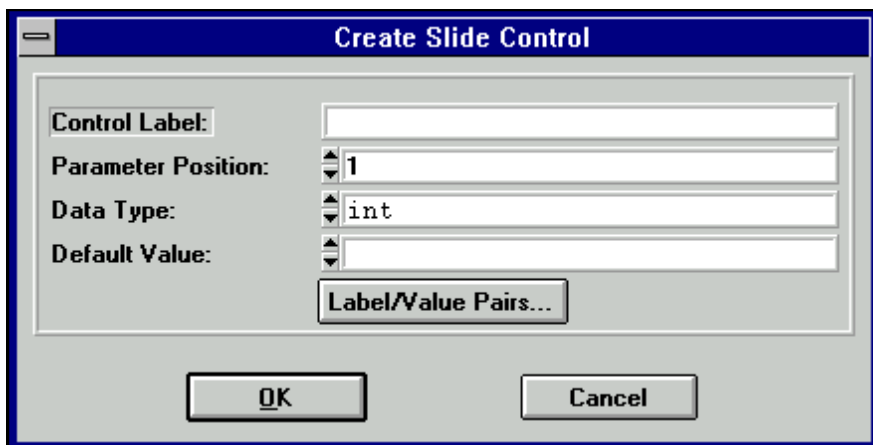 Create Slide Control
Control Label:
Parameter Position: 1
Data Type: int
Default Value:
Label/Value Pairs...
OK Cancel